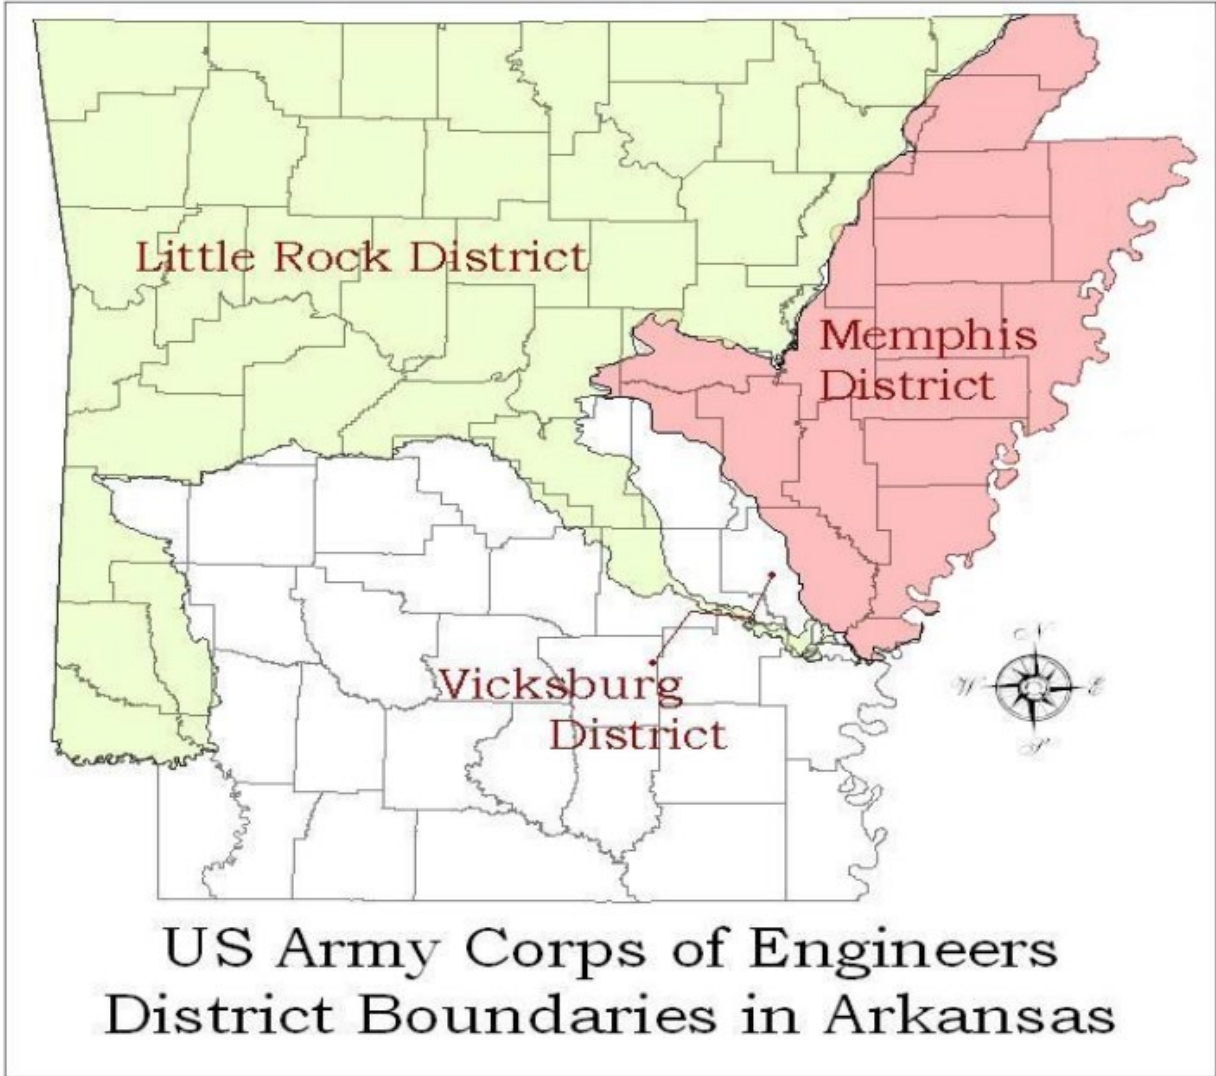 Little Rock District
Memphis
District
Vicksburg
District
N
W
E
S
US Army Corps of Engineers
District Boundaries in Arkansas